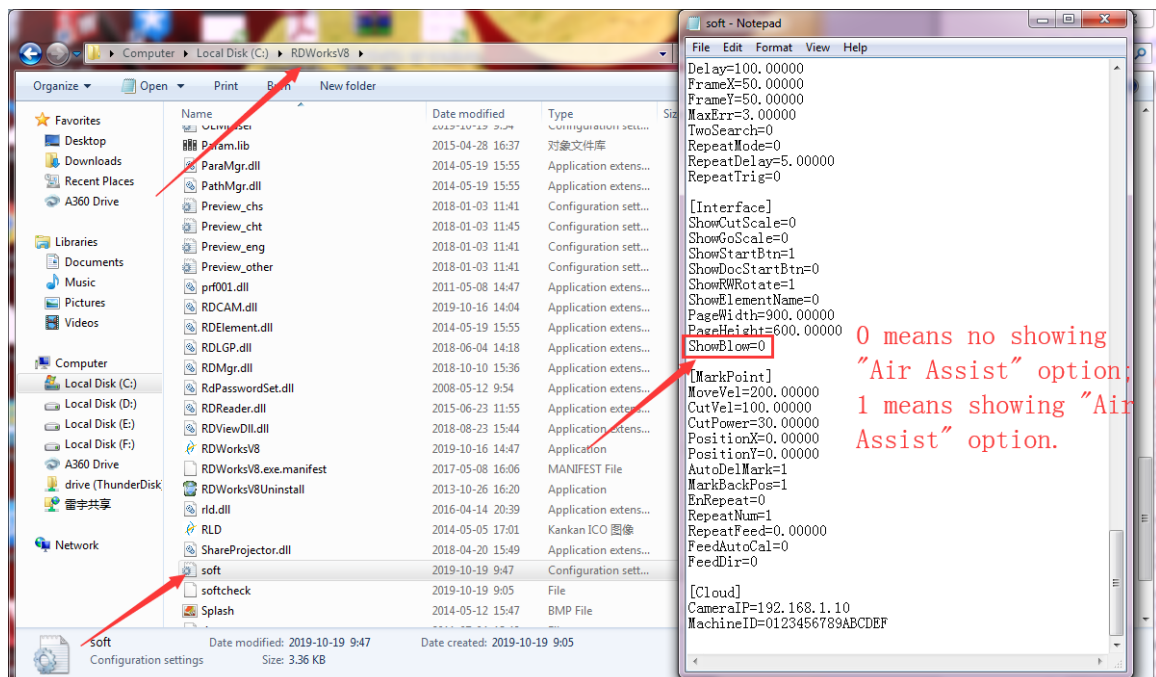 soft - Notepad
Computer ▸ Local Disk (C:) ▸ RDWorksV8 ▸
File Edit Format View Help
Organize Open Print Burn New folder
Favorites
Desktop
Downloads
Recent Places
A360 Drive
Libraries
Documents
Music
Pictures
Videos
Computer
Local Disk (C:)
Local Disk (D:)
Local Disk (E:)
Local Disk (F:)
A360 Drive
drive (ThunderDisk
雷宇共享
Network
Name Date modified Type Siz
Param.lib 2015-04-28 16:37 对象文件库
ParaMgr.dll 2014-05-19 15:55 Application extens...
PathMgr.dll 2014-05-19 15:55 Application extens...
Preview_chs 2018-01-03 11:41 Configuration sett...
Preview_cht 2018-01-03 11:45 Configuration sett...
Preview_eng 2018-01-03 11:41 Configuration sett...
Preview_other 2018-01-03 11:41 Configuration sett...
prf001.dll 2011-05-08 14:47 Application extens...
RDCAM.dll 2019-10-16 14:04 Application extens...
RDElement.dll 2014-05-19 15:55 Application extens...
RDLGP.dll 2018-06-04 14:18 Application extens...
RDMgr.dll 2018-10-10 15:36 Application extens...
RdPasswordSet.dll 2008-05-12 9:54 Application extens...
RDReader.dll 2015-06-23 11:55 Application extens...
RDViewDll.dll 2018-08-23 15:44 Application extens...
RDWorksV8 2019-10-16 14:47 Application
RDWorksV8.exe.manifest 2017-05-08 16:06 MANIFEST File
RDWorksV8Uninstall 2013-10-26 16:20 Application
rld.dll 2016-04-14 20:39 Application extens...
RLD 2014-05-05 17:01 Kankan ICO 图像
ShareProjector.dll 2018-04-20 15:49 Application extens...
soft 2019-10-19 9:47 Configuration sett...
softcheck 2019-10-19 9:05 File
Splash 2014-05-12 15:47 BMP File
soft Date modified: 2019-10-19 9:47 Date created: 2019-10-19 9:05
Configuration settings Size: 3.36 KB
Delay=100.00000
FrameX=50.00000
FrameY=50.00000
MaxErr=3.00000
TwoSearch=0
RepeatMode=0
RepeatDelay=5.00000
RepeatTrig=0
[Interface]
ShowCutScale=0
ShowGoScale=0
ShowStartBtn=1
ShowDocStartBtn=0
ShowRWRotate=1
ShowElementName=0
PageWidth=900.00000
PageHeight=600.00000
ShowBlow=0
[MarkPoint]
MoveVel=200.00000
CutVel=100.00000
CutPower=30.00000
PositionX=0.00000
PositionY=0.00000
AutoDelMark=1
MarkBackPos=1
EnRepeat=0
RepeatNum=1
RepeatFeed=0.00000
FeedAutoCal=0
FeedDir=0
[Cloud]
CameraIP=192.168.1.10
MachineID=0123456789ABCDEF
0 means no showing
"Air Assist" option;
1 means showing "Air
Assist" option.